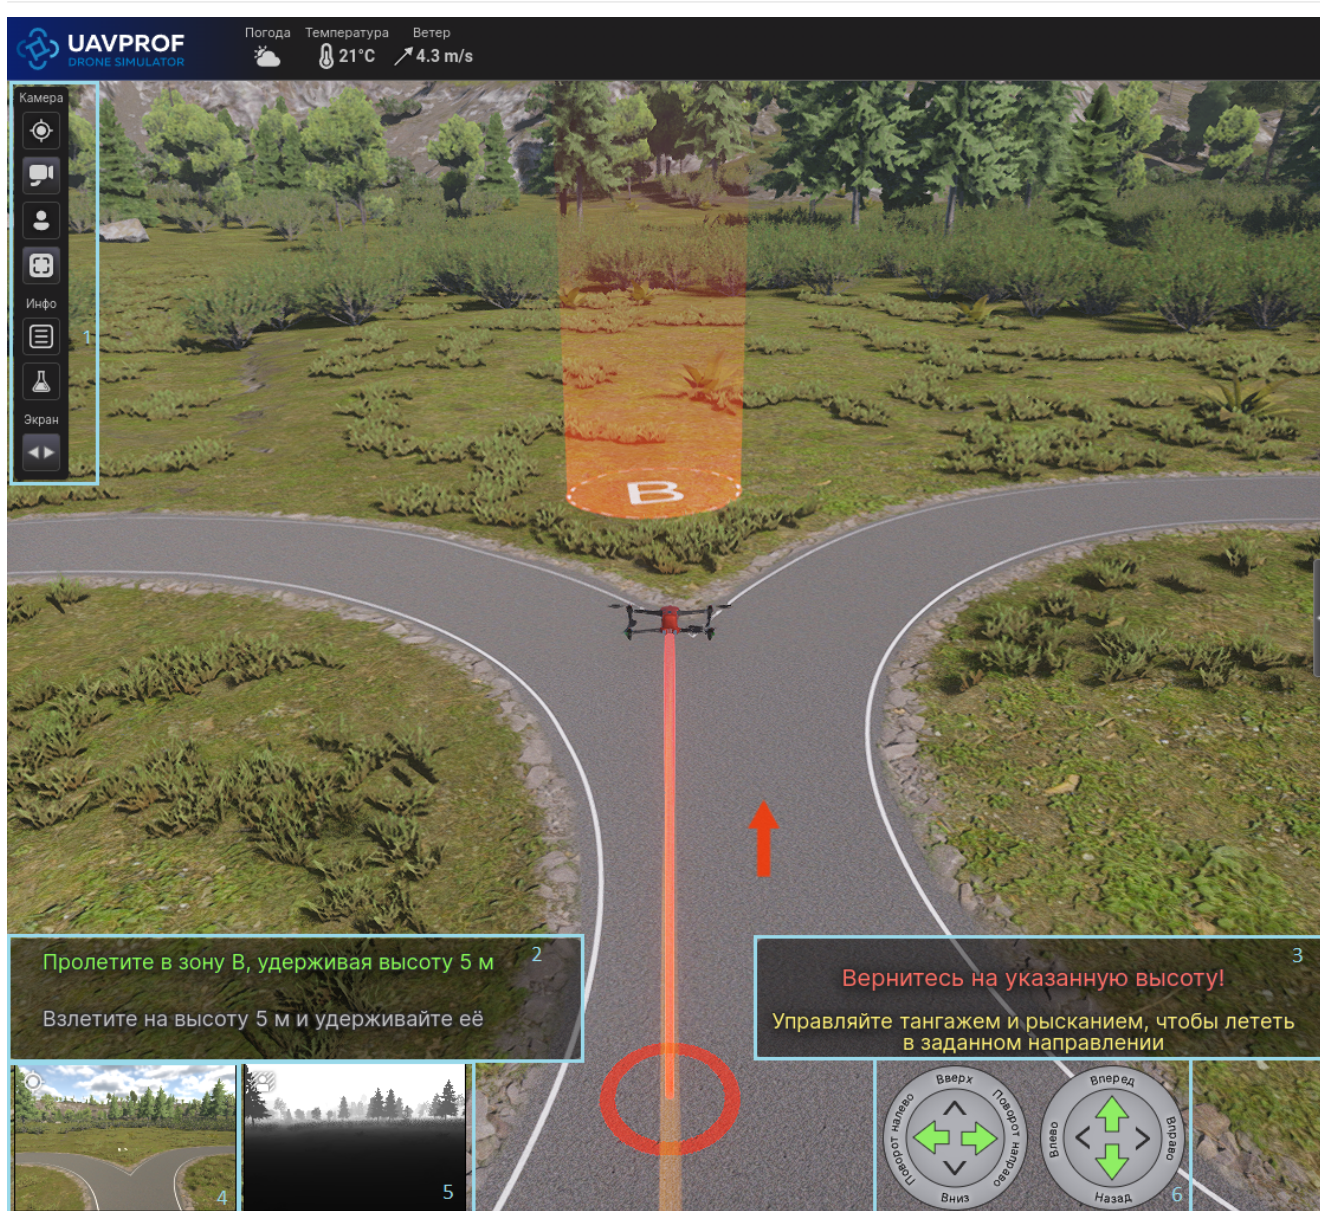 UAVPROF
DRONE SIMULATOR
Погода
Температура
21°C
Ветер
4.3 m/s
Камера
Инфо
1
Экран
B
Пролетите в зону B, удерживая высоту 5 м
2
Взлетите на высоту 5 м и удерживайте её
3
Вернитесь на указанную высоту!
Управляйте тангажем и рысканием, чтобы лететь
в заданном направлении
4
5
Вверх
Поворот налево
Поворот направо
Вниз
Вперед
Влево
Вправо
Назад
6